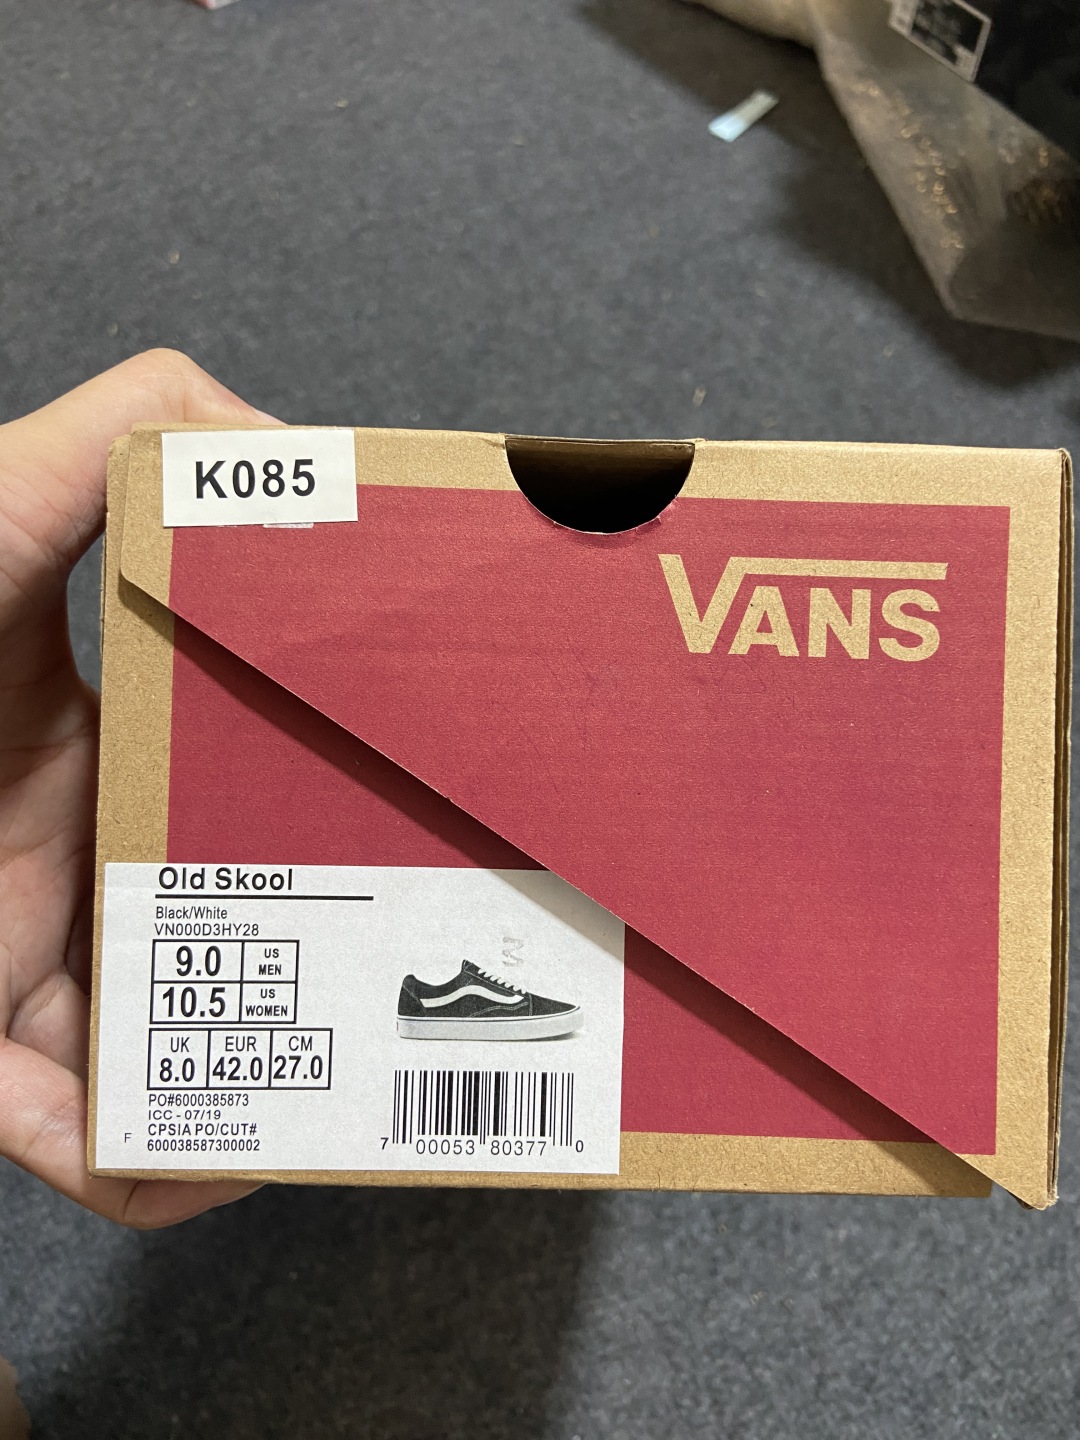 K085
VANS
Old Skool
Black/White
VN000D3HY28
9.0 US MEN
10.5 US WOMEN
UK EUR CM
8.0 42.0 27.0
PO#6000385873
ICC - 07/19
CPSIA PO/CUT#
F 600038587300002
7 00053 80377 0